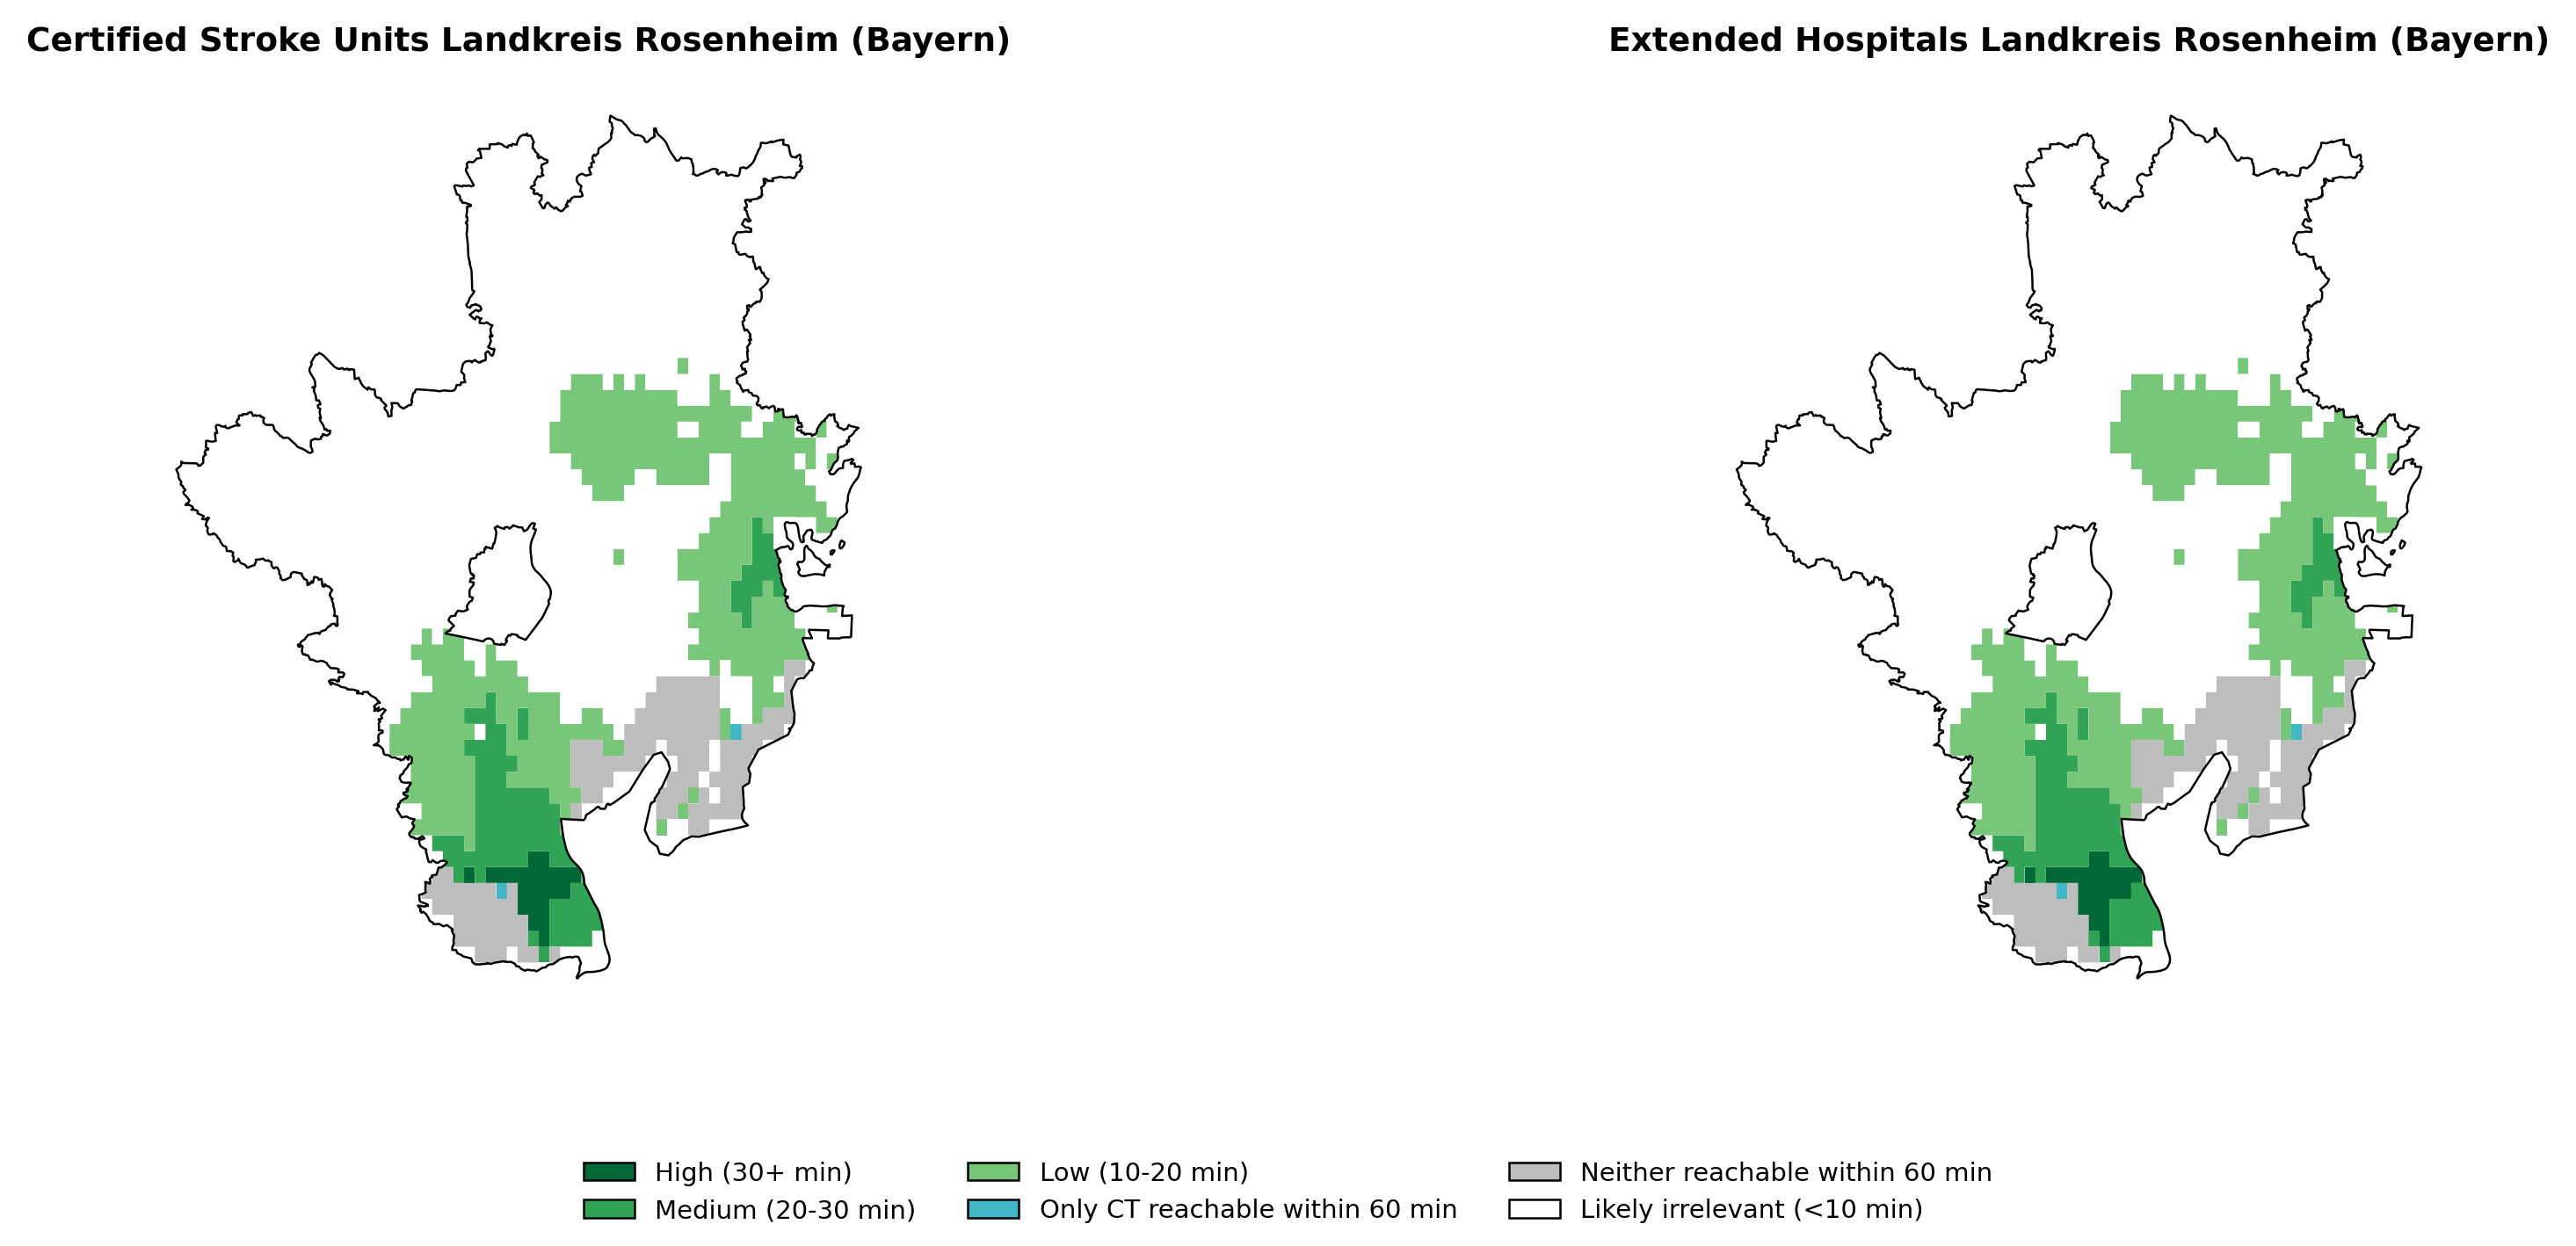 Certified Stroke Units Landkreis Rosenheim (Bayern)
Extended Hospitals Landkreis Rosenheim (Bayern)
High (30+ min)
Medium (20-30 min)
Low (10-20 min)
Only CT reachable within 60 min
Neither reachable within 60 min
Likely irrelevant (<10 min)